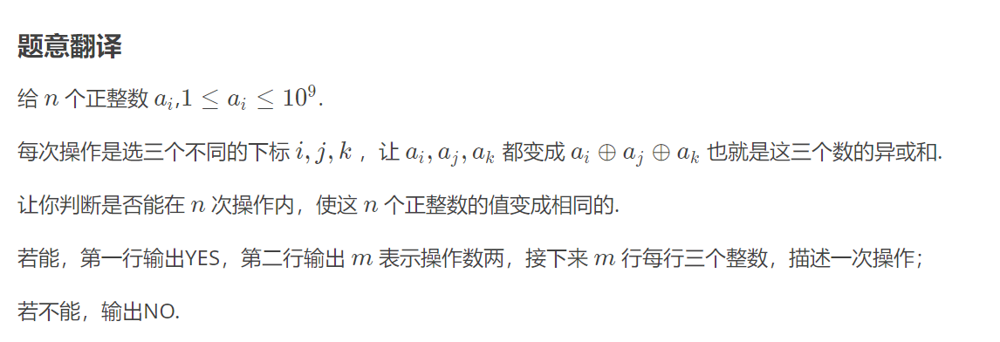 题意翻译
给 n 个正整数 a_i,1 ≤ a_i ≤ 10^9.
每次操作是选三个不同的下标 i, j, k ，让 a_i, a_j, a_k 都变成 a_i ⊕ a_j ⊕ a_k 也就是这三个数的异或和.
让你判断是否能在 n 次操作内，使这 n 个正整数的值变成相同的.
若能，第一行输出YES，第二行输出 m 表示操作数两，接下来 m 行每行三个整数，描述一次操作；
若不能，输出NO.